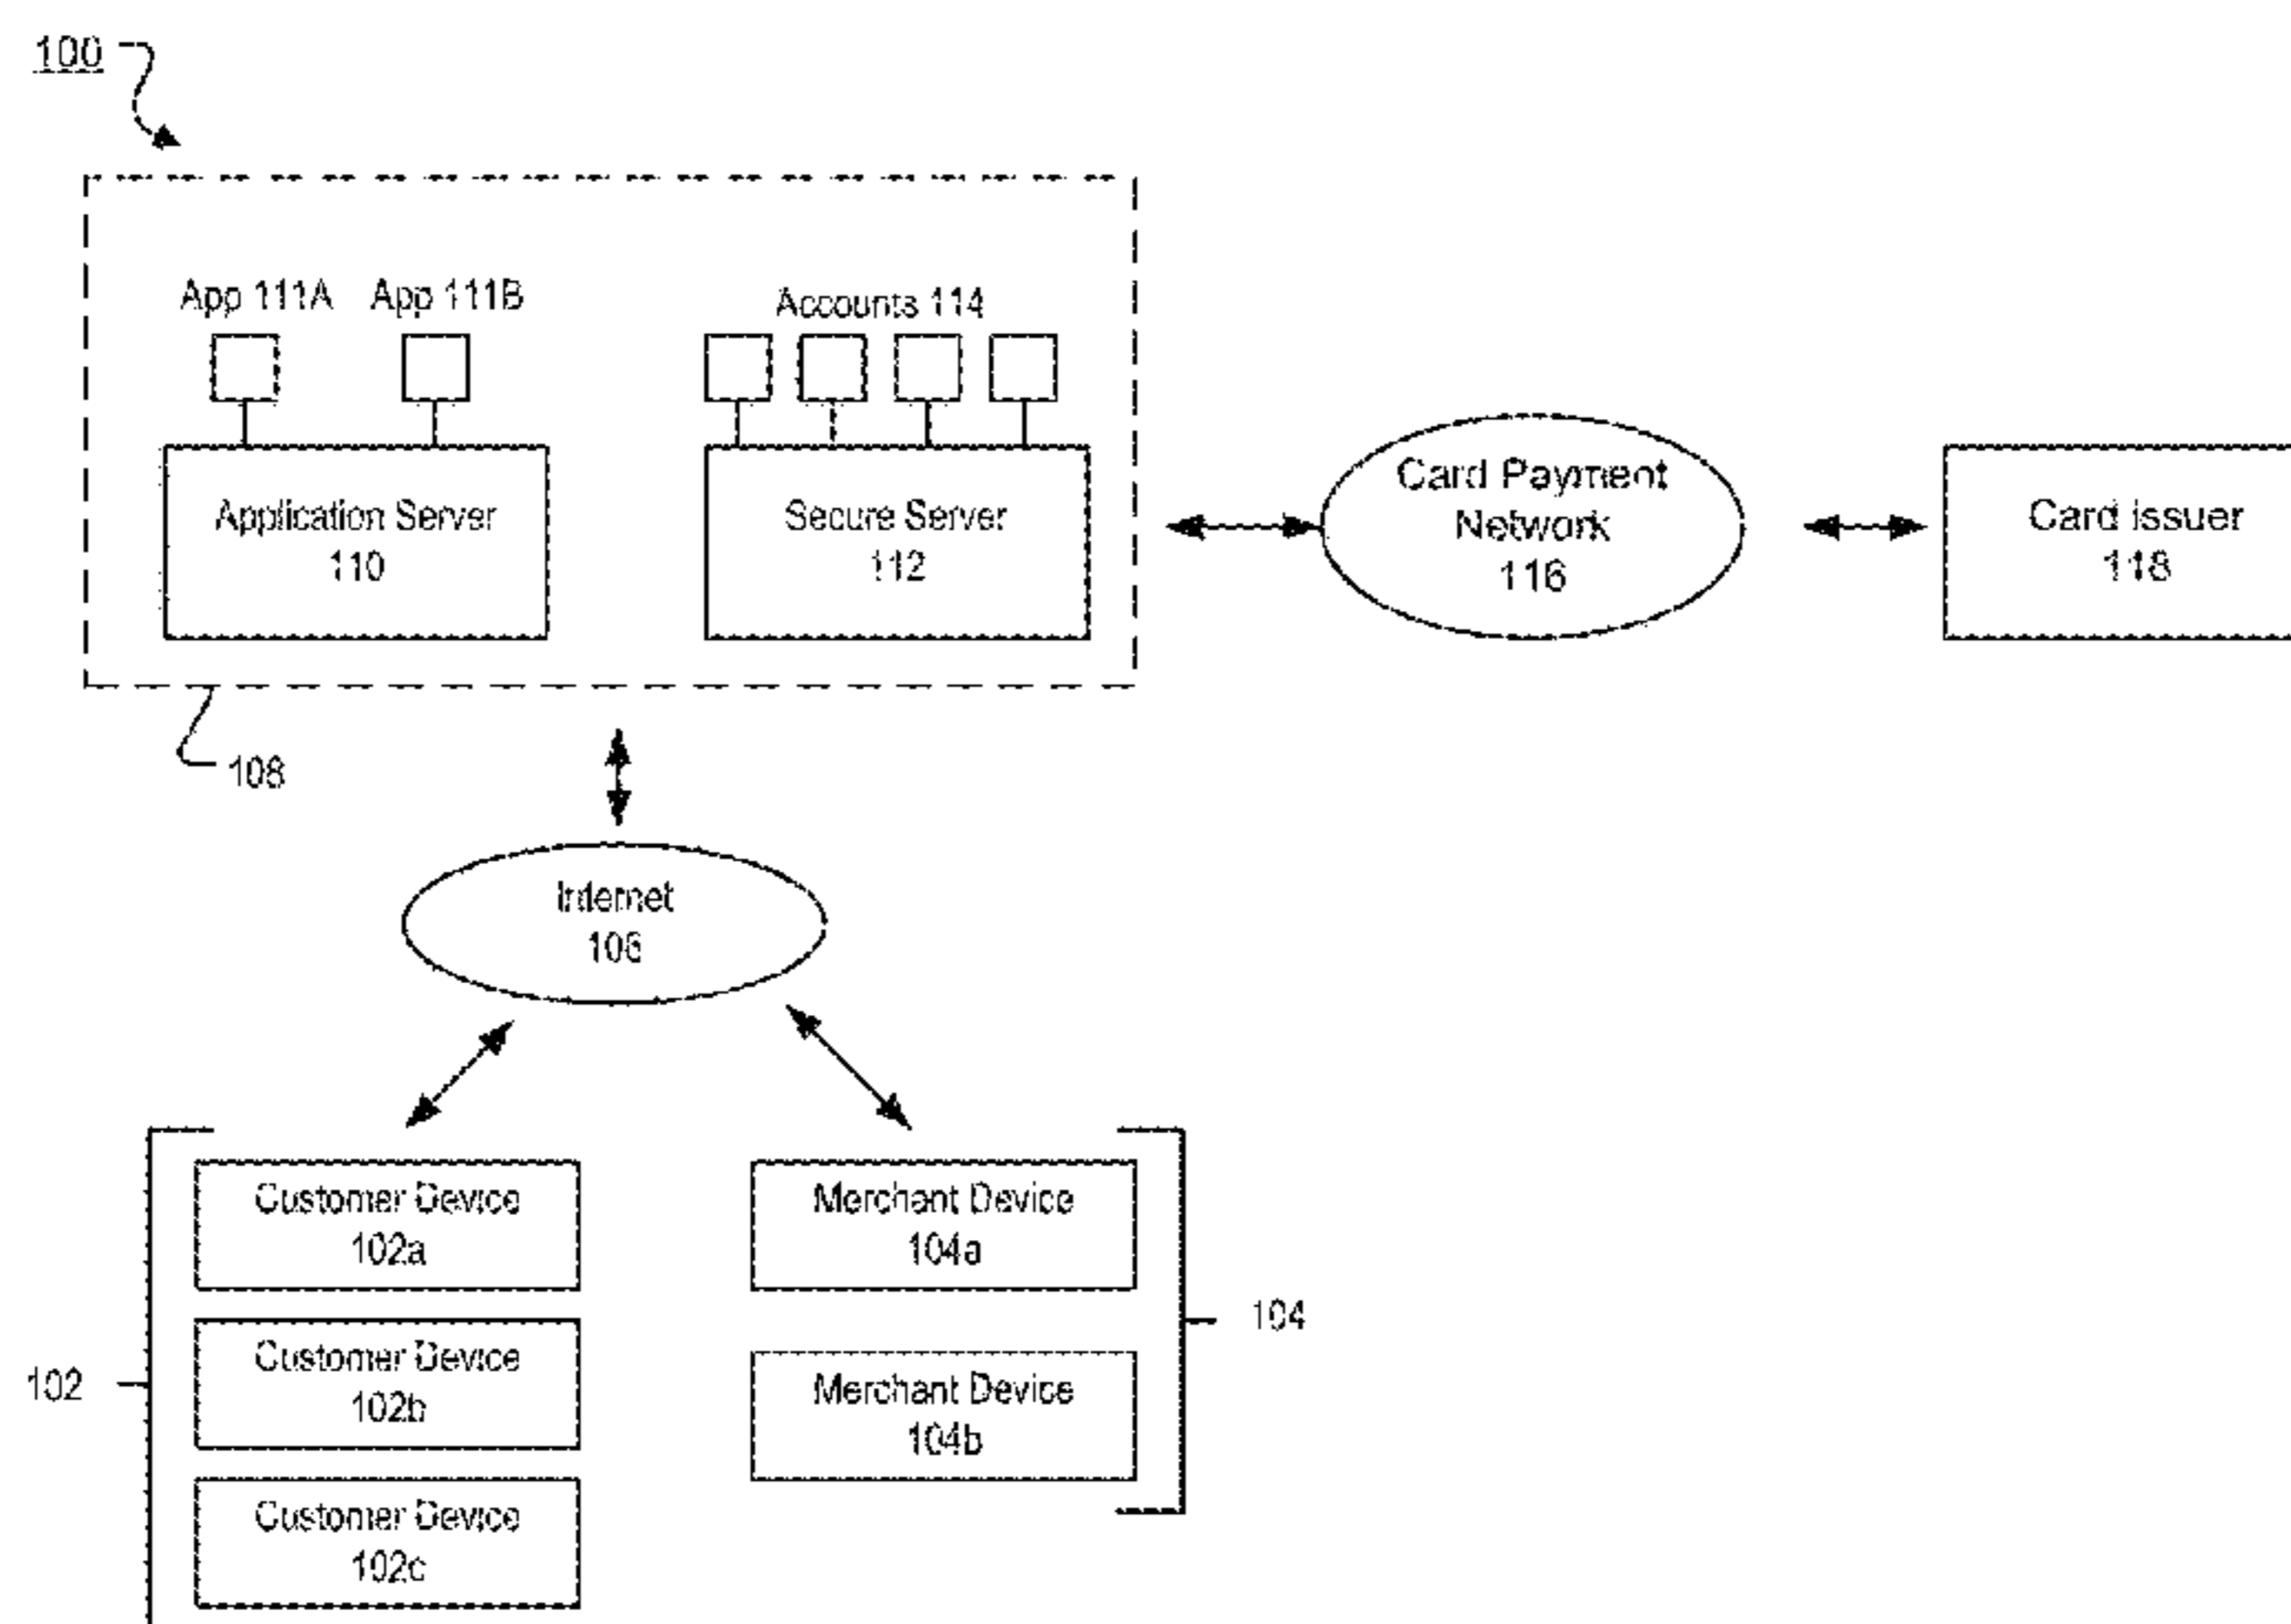 100
App 111A App 111B
Accounts 114
Application Server
110
Secure Server
112
Card Payment
Network
116
Card Issuer
118
108
Internet
106
Customer Device
102a
Merchant Device
104a
Customer Device
102b
Merchant Device
104b
Customer Device
102c
102
104